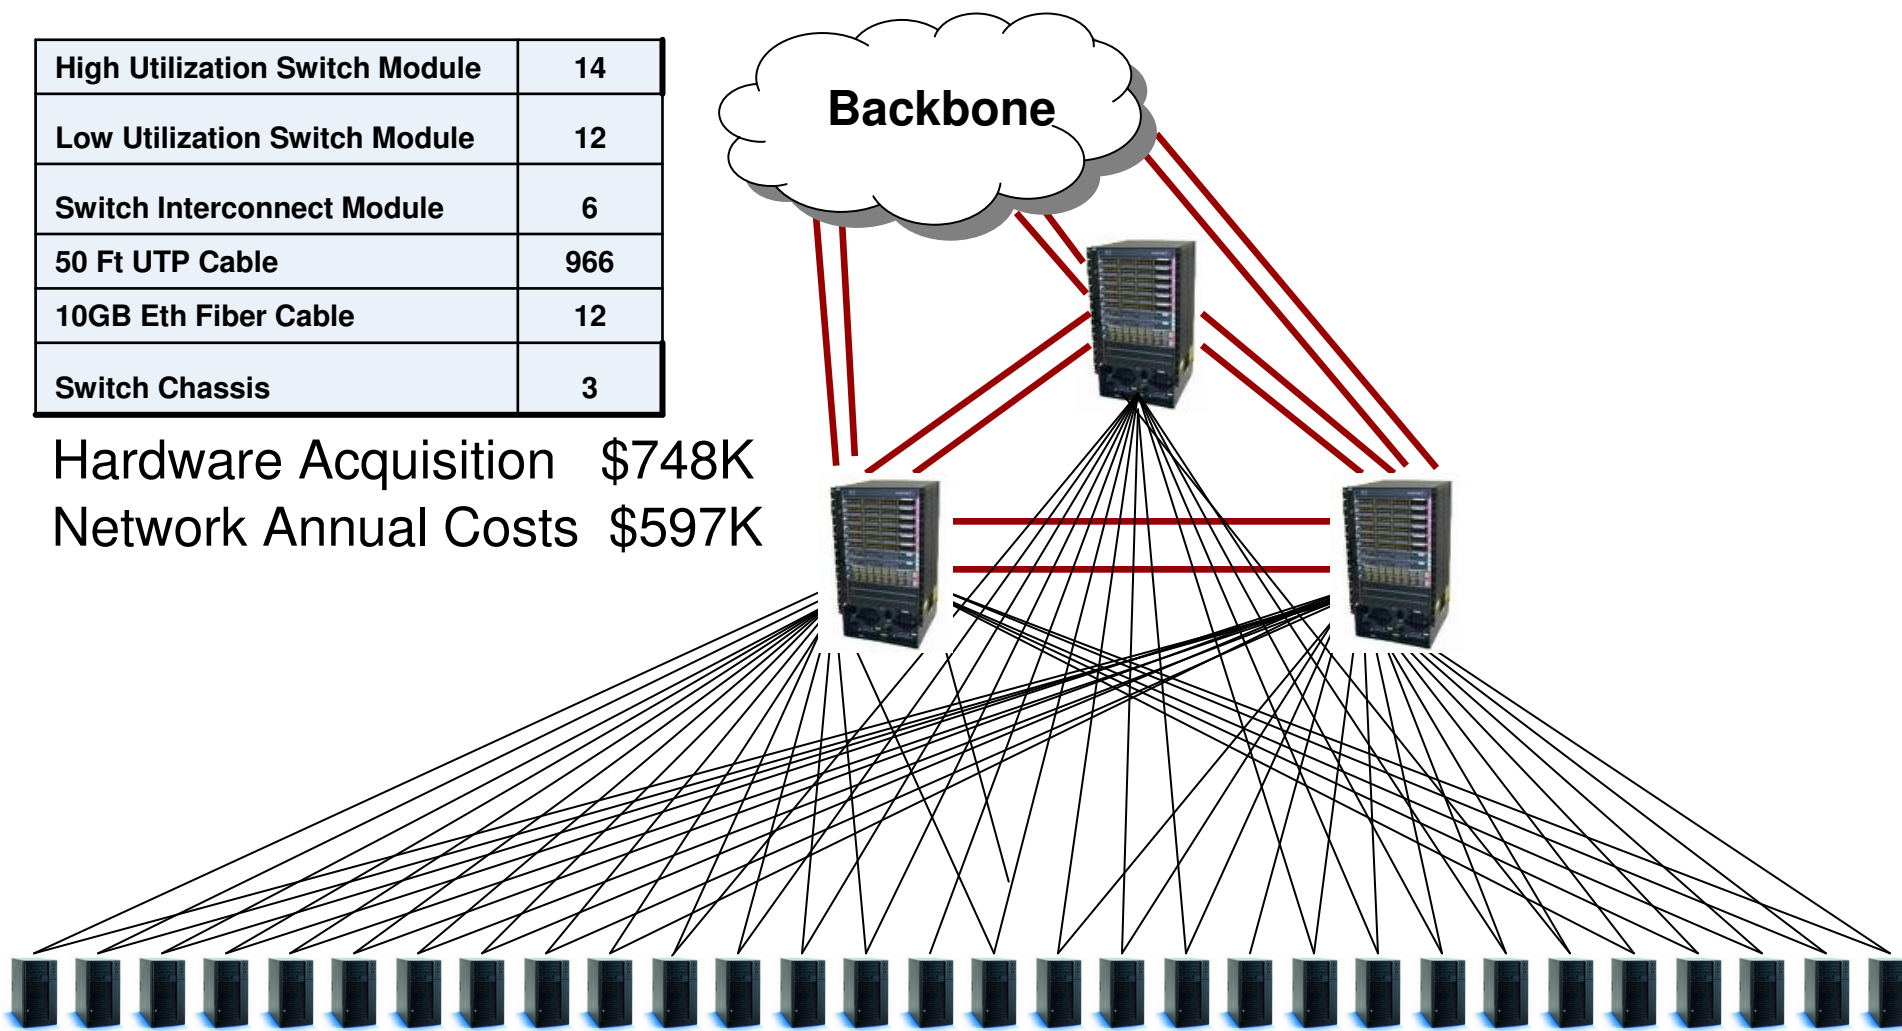 High Utilization Switch Module 14
Low Utilization Switch Module 12
Switch Interconnect Module 6
50 Ft UTP Cable 966
10GB Eth Fiber Cable 12
Switch Chassis 3
Hardware Acquisition $748K
Network Annual Costs $597K
Backbone